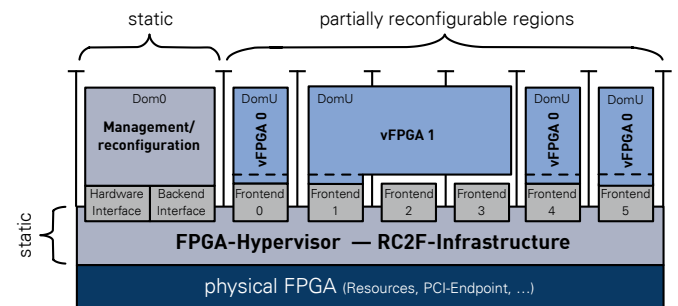 static
partially reconfigurable regions
Dom0
Management/
reconfiguration
DomU
vFPGA 0
DomU
vFPGA 1
DomU
vFPGA 0
DomU
vFPGA 0
Hardware
Interface
Backend
Interface
Frontend
0
Frontend
1
Frontend
2
Frontend
3
Frontend
4
Frontend
5
static
FPGA-Hypervisor — RC2F-Infrastructure
physical FPGA (Resources, PCI-Endpoint, ...)